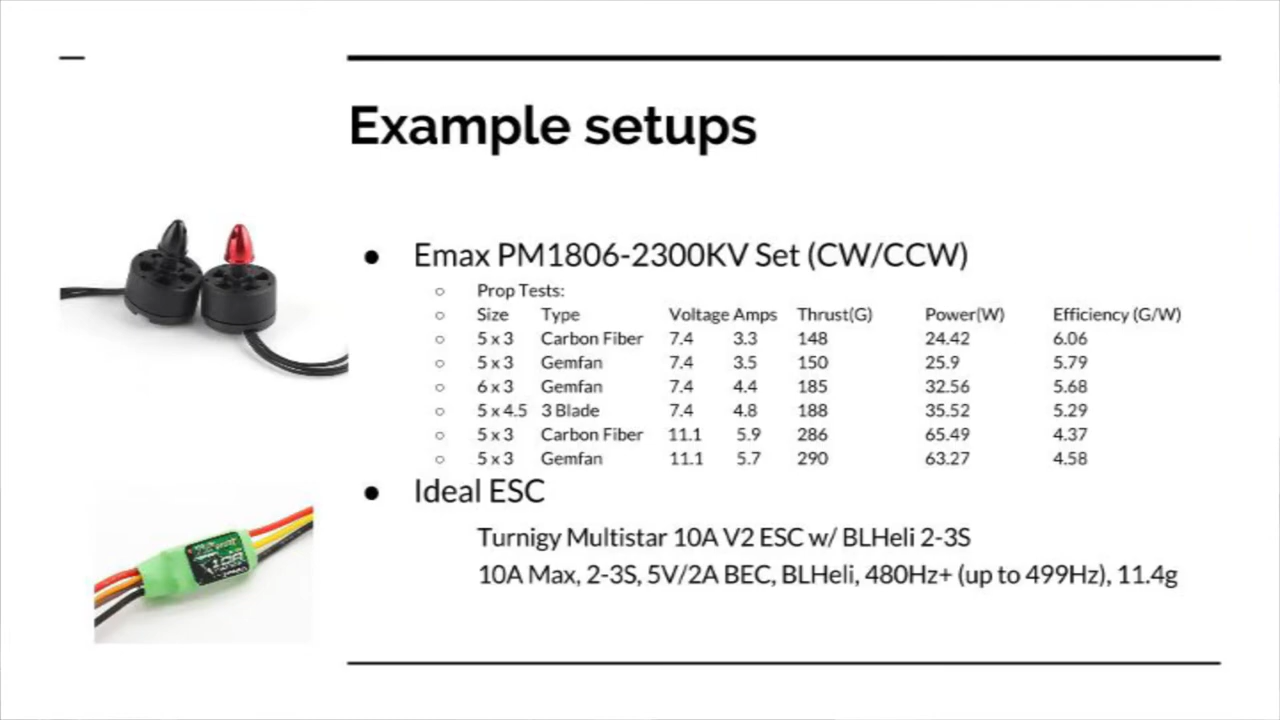 Example setups
● Emax PM1806-2300KV Set (CW/CCW)
○ Prop Tests:
○ Size Type Voltage Amps Thrust(G) Power(W) Efficiency (G/W)
○ 5 x 3 Carbon Fiber 7.4 3.3 148 24.42 6.06
○ 5 x 3 Gemfan 7.4 3.5 150 25.9 5.79
○ 6 x 3 Gemfan 7.4 4.4 185 32.56 5.68
○ 5 x 4.5 3 Blade 7.4 4.8 188 35.52 5.29
○ 5 x 3 Carbon Fiber 11.1 5.9 286 65.49 4.37
○ 5 x 3 Gemfan 11.1 5.7 290 63.27 4.58
● Ideal ESC
Turnigy Multistar 10A V2 ESC w/ BLHeli 2-3S
10A Max, 2-3S, 5V/2A BEC, BLHeli, 480Hz+ (up to 499Hz), 11.4g